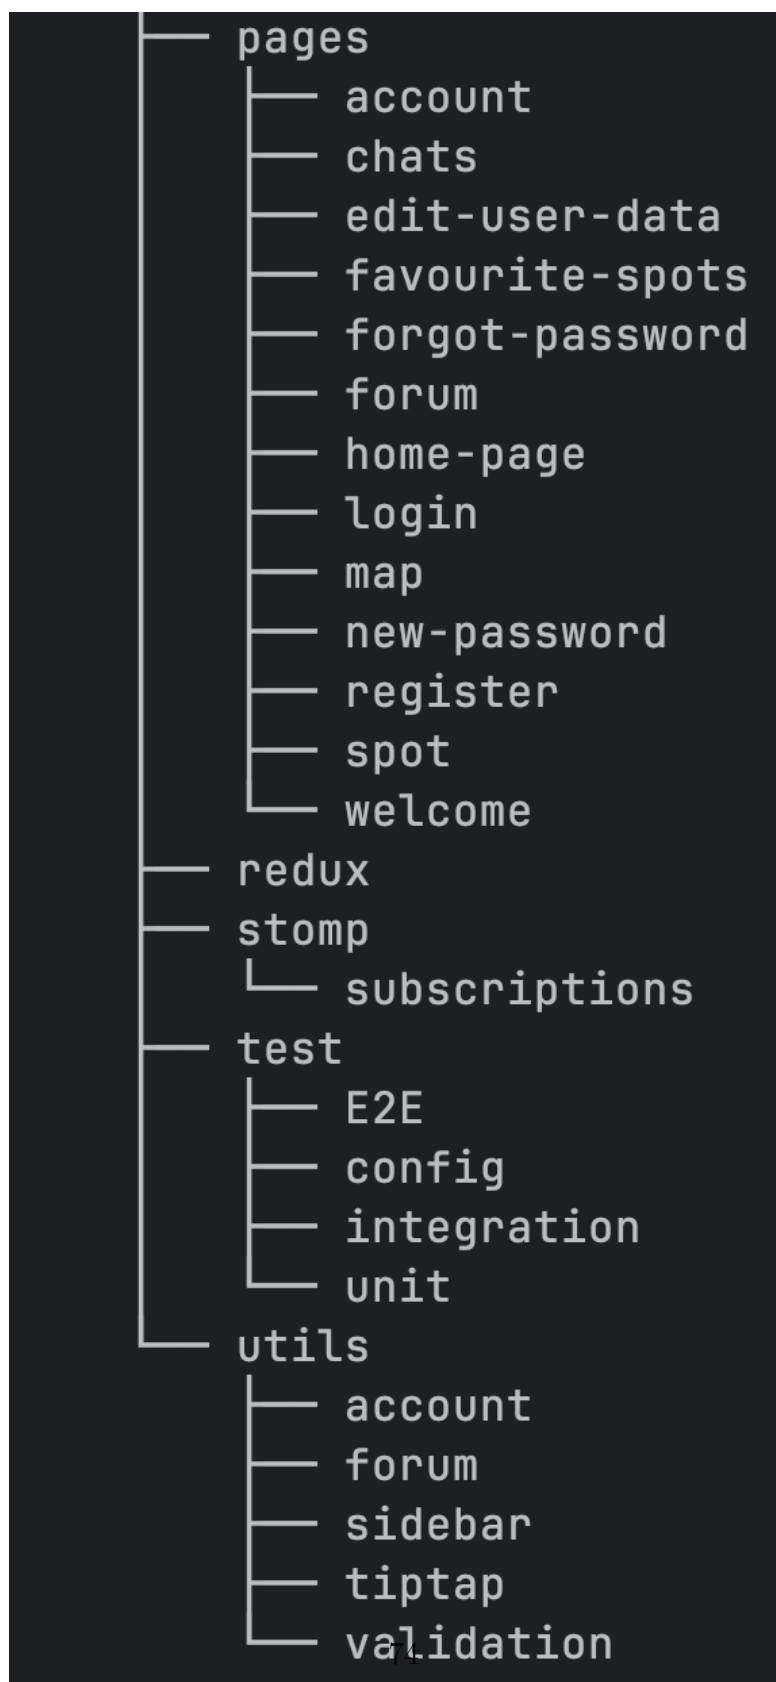 pages
account
chats
edit-user-data
favourite-spots
forgot-password
forum
home-page
login
map
new-password
register
spot
welcome
redux
stomp
subscriptions
test
E2E
config
integration
unit
utils
account
forum
sidebar
tiptap
validation
74